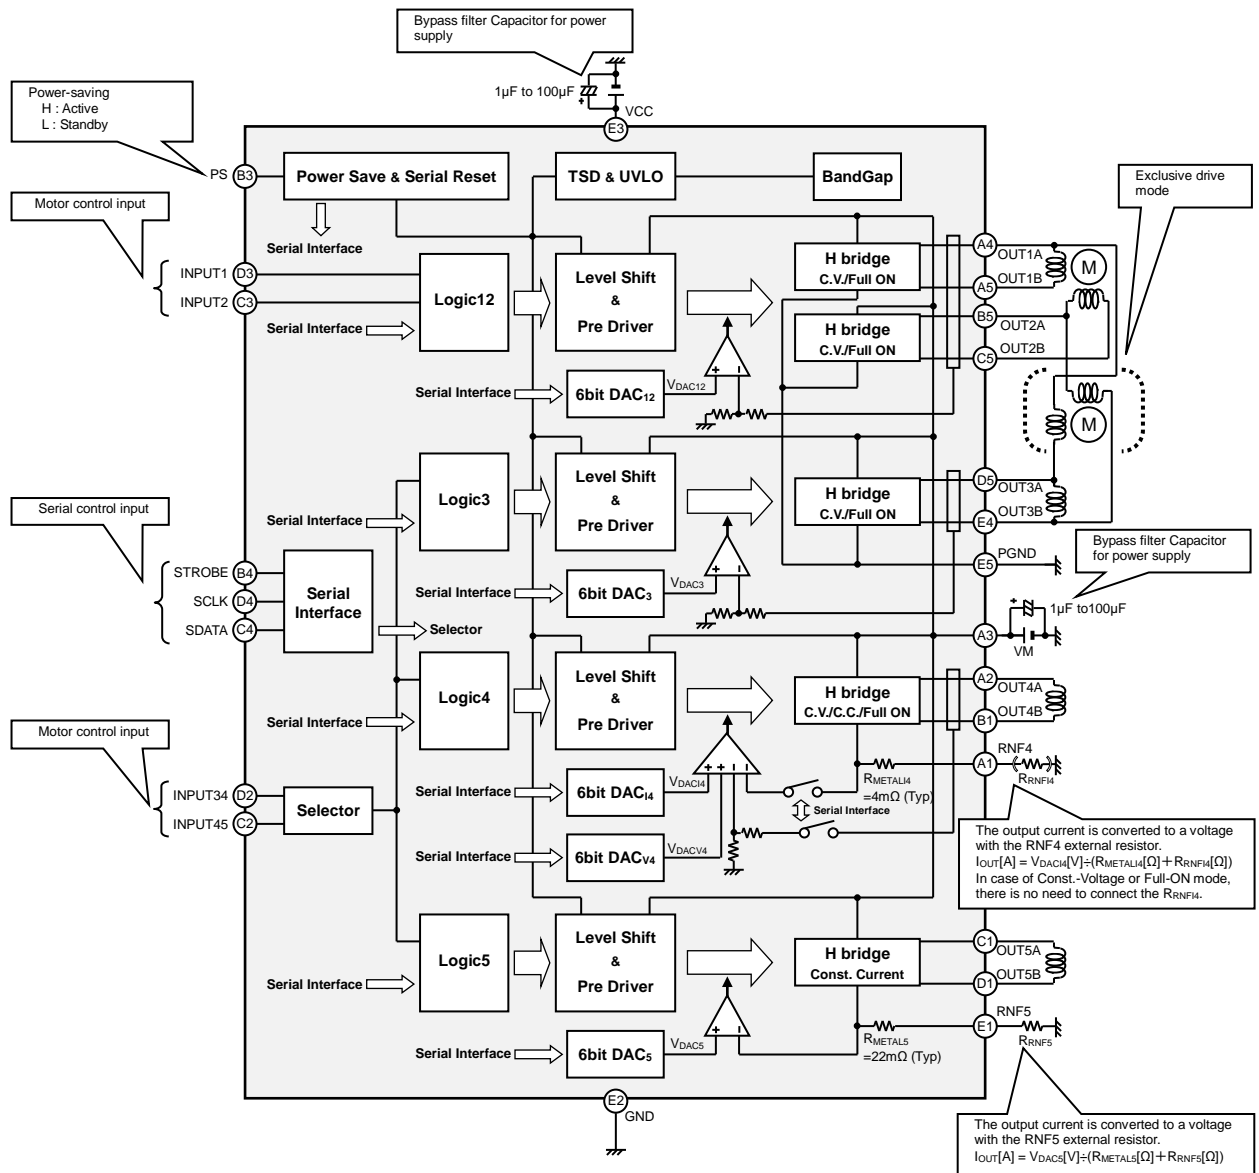 Bypass filter Capacitor for power
supply
1µF to 100µF
VCC
E3
Power-saving
H : Active
L : Standby
PS
B3
Power Save & Serial Reset
TSD & UVLO
BandGap
Exclusive drive
mode
Motor control input
Serial Interface
INPUT1
D3
INPUT2
C3
Logic12
Serial Interface
Level Shift
&
Pre Driver
H bridge
C.V./Full ON
A4
OUT1A
OUT1B
A5
M
H bridge
C.V./Full ON
B5
OUT2A
OUT2B
C5
Serial Interface
6bit DAC12
VDAC12
+
–
M
Logic3
Serial Interface
Level Shift
&
Pre Driver
H bridge
C.V./Full ON
D5
OUT3A
OUT3B
E4
Serial control input
Serial Interface
6bit DAC3
VDAC3
+
–
PGND
E5
Bypass filter Capacitor
for power supply
STROBE
B4
SCLK
D4
SDATA
C4
Serial
Interface
Selector
1µF to100µF
+
A3
VM
Logic4
Serial Interface
Level Shift
&
Pre Driver
H bridge
C.V./C.C./Full ON
A2
OUT4A
OUT4B
B1
Motor control input
INPUT34
D2
INPUT45
C2
Selector
Serial Interface
6bit DACI4
VDACI4
+ + – –
RMETALI4
=4mΩ (Typ)
Serial Interface
RNF4
A1
RRNFI4
Serial Interface
6bit DACV4
VDACV4
The output current is converted to a voltage
with the RNF4 external resistor.
IOUT[A] = VDACI4[V]÷(RMETALI4[Ω]+RRNFI4[Ω])
In case of Const.-Voltage or Full-ON mode,
there is no need to connect the RRNFI4.
Logic5
Serial Interface
Level Shift
&
Pre Driver
H bridge
Const. Current
C1
OUT5A
OUT5B
D1
Serial Interface
6bit DAC5
VDAC5
+
–
RMETAL5
=22mΩ (Typ)
RNF5
E1
RRNF5
E2
GND
The output current is converted to a voltage
with the RNF5 external resistor.
IOUT[A] = VDAC5[V]÷(RMETAL5[Ω]+RRNF5[Ω])